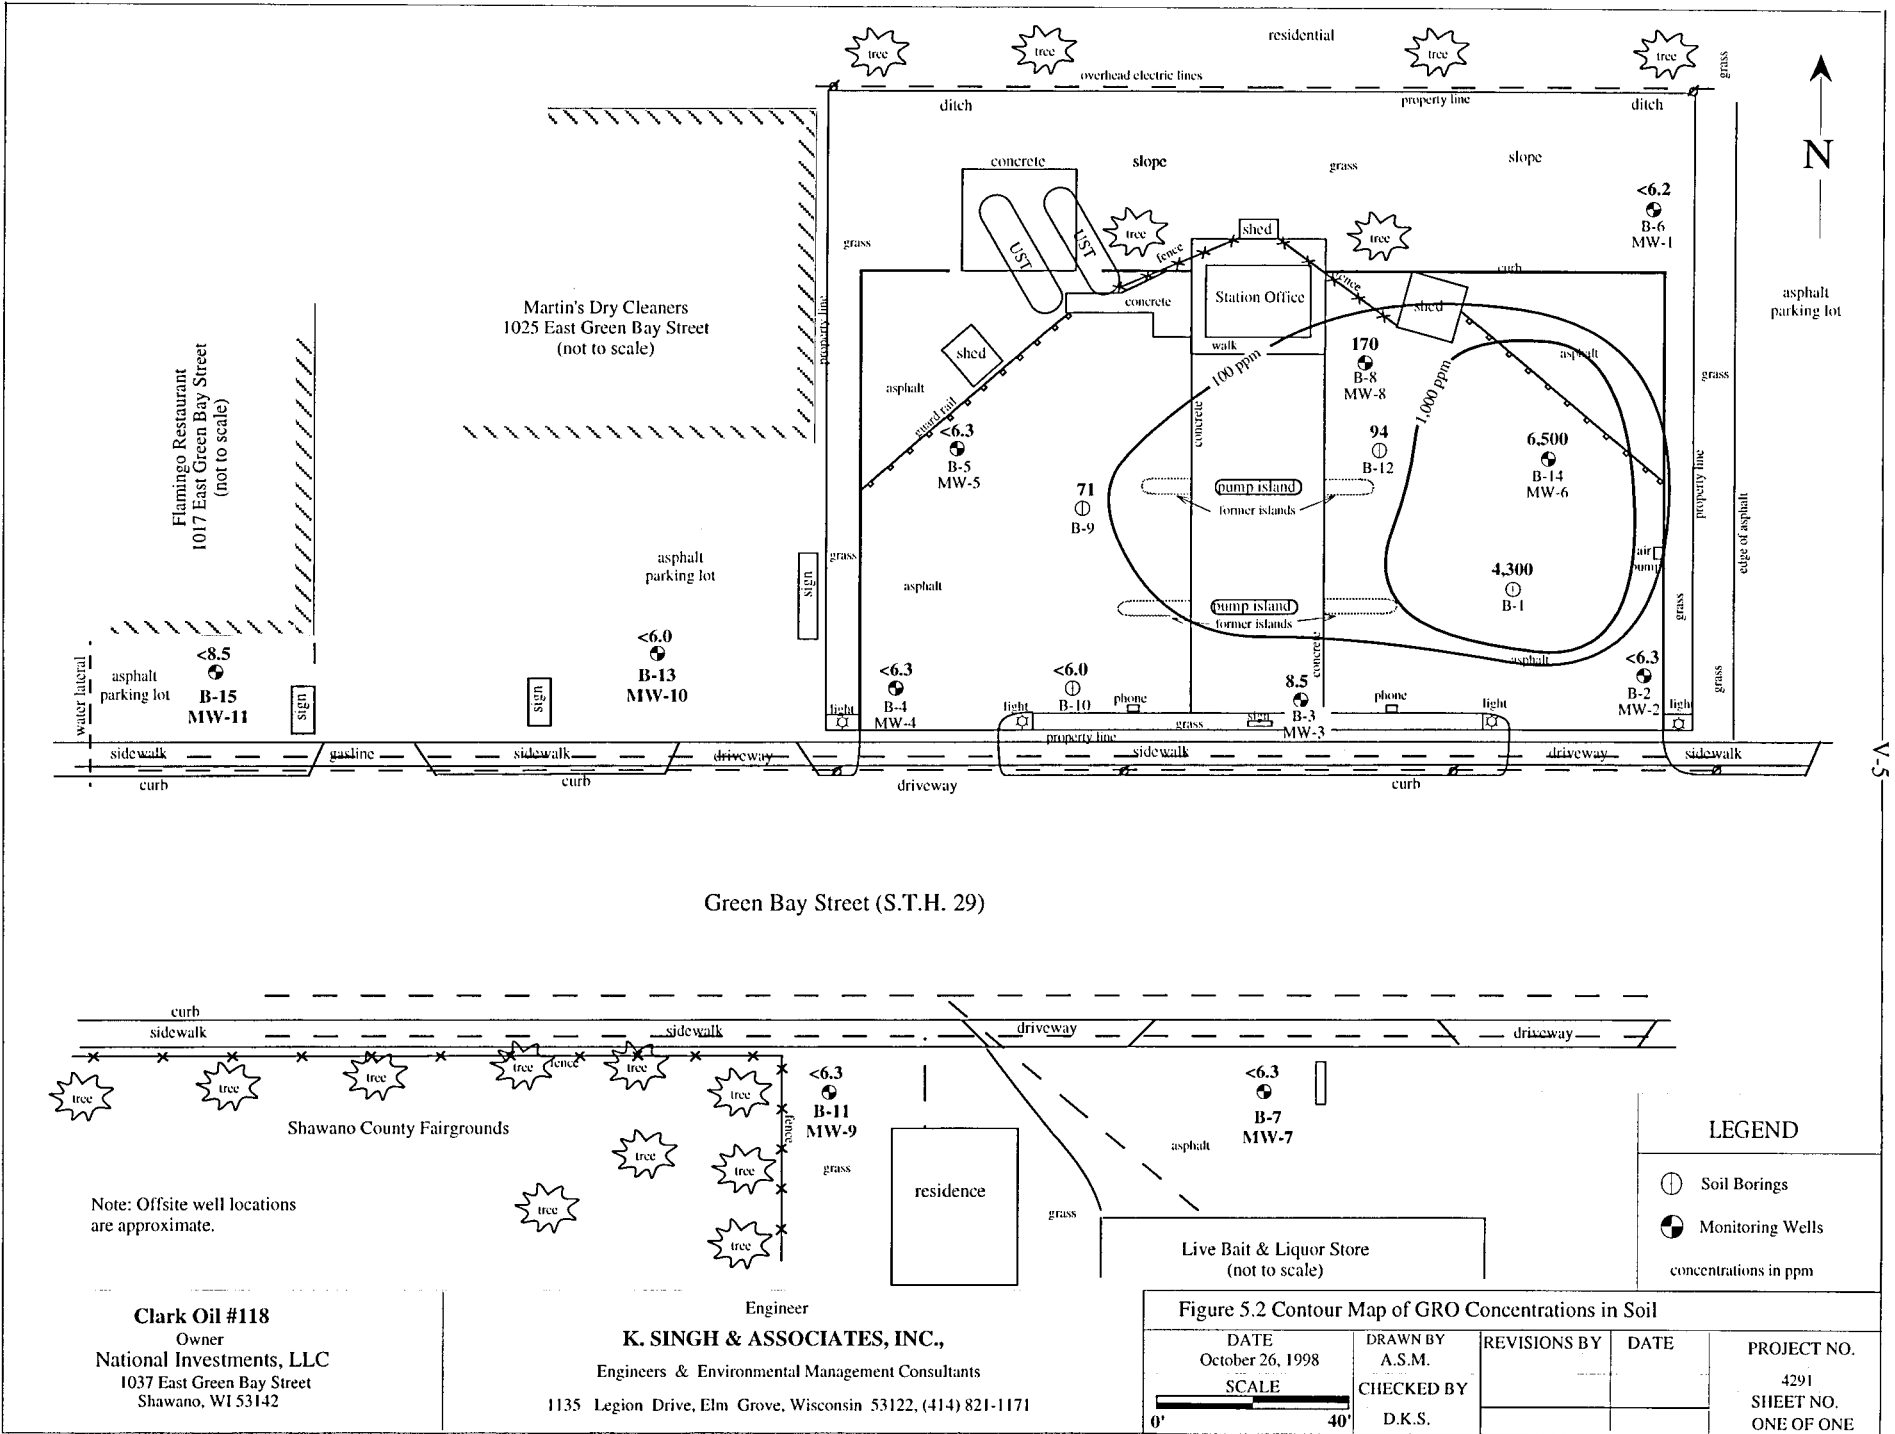 residential
tree
tree
tree
tree
grass
overhead electric lines
property line
ditch
ditch
N
concrete
slope
grass
slope
<6.2
B-6
MW-1
UST
UST
tree
shed
tree
grass
fence
fence
curb
concrete
Station Office
shed
asphalt
parking lot
Martin's Dry Cleaners
1025 East Green Bay Street
(not to scale)
property line
Flamingo Restaurant
1017 East Green Bay Street
(not to scale)
shed
walk
100 ppm
170
B-8
MW-8
asphalt
1,000 ppm
grass
asphalt
guard rail
<6.3
B-5
MW-5
concrete
94
B-12
6,500
B-14
MW-6
property line
71
B-9
pump island
former islands
edge of asphalt
asphalt
parking lot
sign
grass
asphalt
air
pump
4,300
B-1
pump island
former islands
grass
concrete
asphalt
water lateral
asphalt
parking lot
<8.5
B-15
MW-11
sign
sign
<6.0
B-13
MW-10
<6.3
B-4
MW-4
<6.0
B-10
8.5
B-3
MW-3
<6.3
B-2
MW-2
light
light
phone
phone
light
light
grass
sign
grass
property line
sidewalk
gasline
sidewalk
driveway
sidewalk
driveway
sidewalk
curb
curb
driveway
curb
V-5
Green Bay Street (S.T.H. 29)
curb
sidewalk
sidewalk
driveway
driveway
fence
tree
tree
tree
tree
tree
tree
<6.3
B-11
MW-9
<6.3
B-7
MW-7
Shawano County Fairgrounds
fence
tree
tree
tree
tree
grass
residence
grass
asphalt
Live Bait & Liquor Store
(not to scale)
Note: Offsite well locations
are approximate.
LEGEND
Soil Borings
Monitoring Wells
concentrations in ppm
Clark Oil #118
Owner
National Investments, LLC
1037 East Green Bay Street
Shawano, WI 53142
Engineer
K. SINGH & ASSOCIATES, INC.,
Engineers & Environmental Management Consultants
1135 Legion Drive, Elm Grove, Wisconsin 53122, (414) 821-1171
Figure 5.2 Contour Map of GRO Concentrations in Soil
DATE
October 26, 1998
SCALE
0' 40'
DRAWN BY
A.S.M.
CHECKED BY
D.K.S.
REVISIONS BY
DATE
PROJECT NO.
4291
SHEET NO.
ONE OF ONE